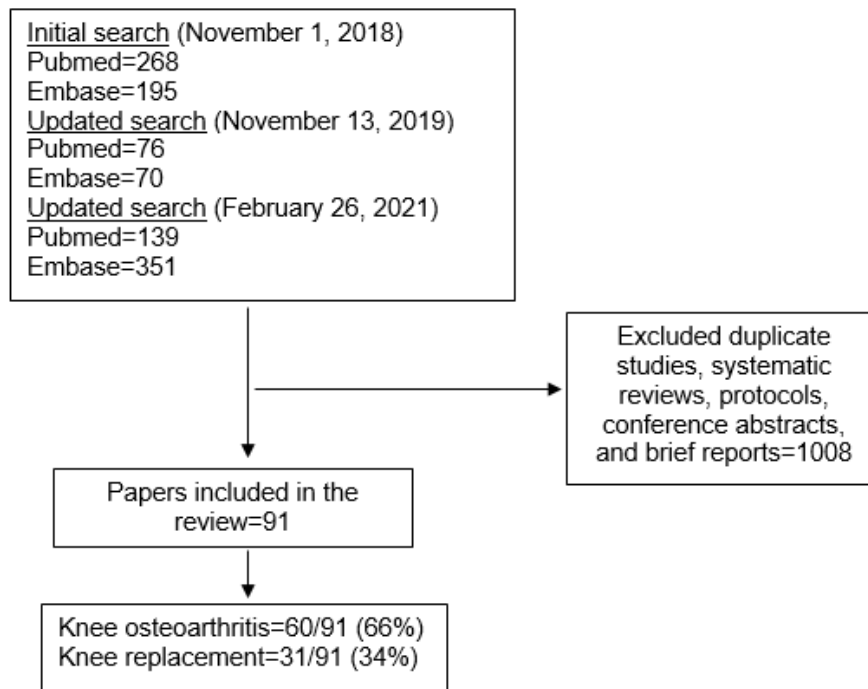 Initial search (November 1, 2018)
Pubmed=268
Embase=195
Updated search (November 13, 2019)
Pubmed=76
Embase=70
Updated search (February 26, 2021)
Pubmed=139
Embase=351
Excluded duplicate
studies, systematic
reviews, protocols,
conference abstracts,
and brief reports=1008
Papers included in the
review=91
Knee osteoarthritis=60/91 (66%)
Knee replacement=31/91 (34%)